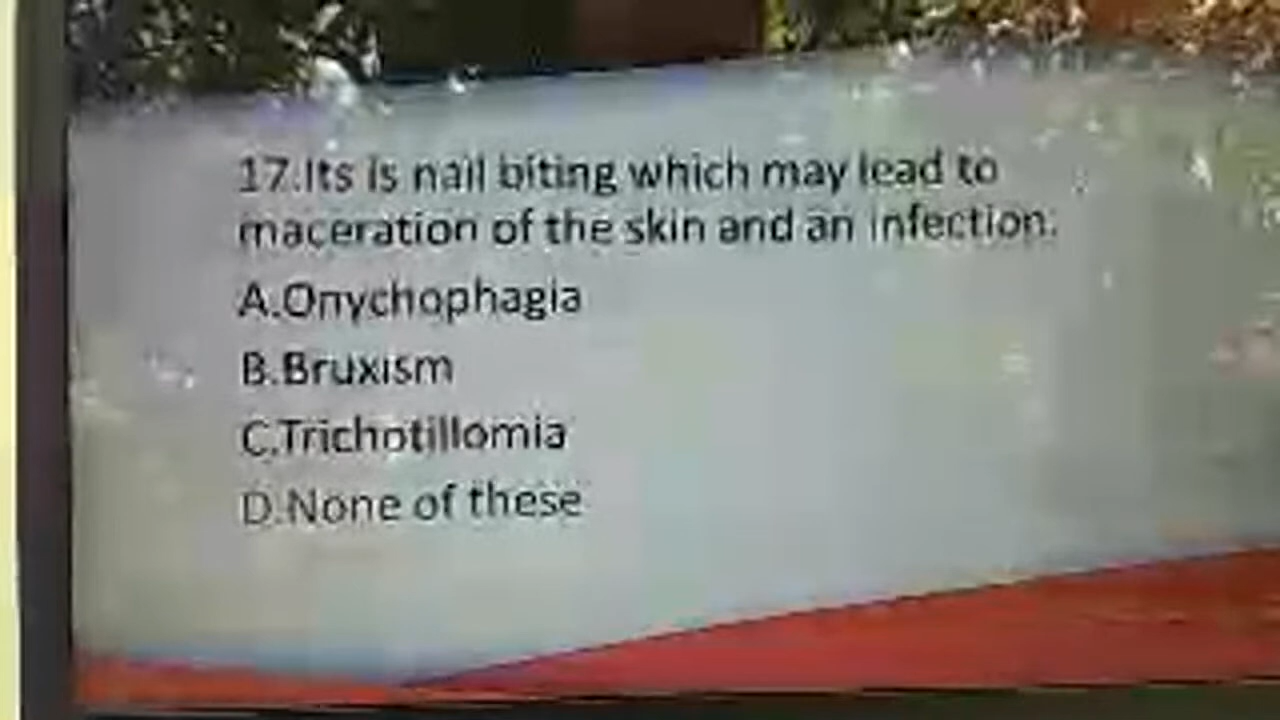 17.Its is nail biting which may lead to
maceration of the skin and an infection.
A.Onychophagia
B.Bruxism
C.Trichotillomia
D.None of these